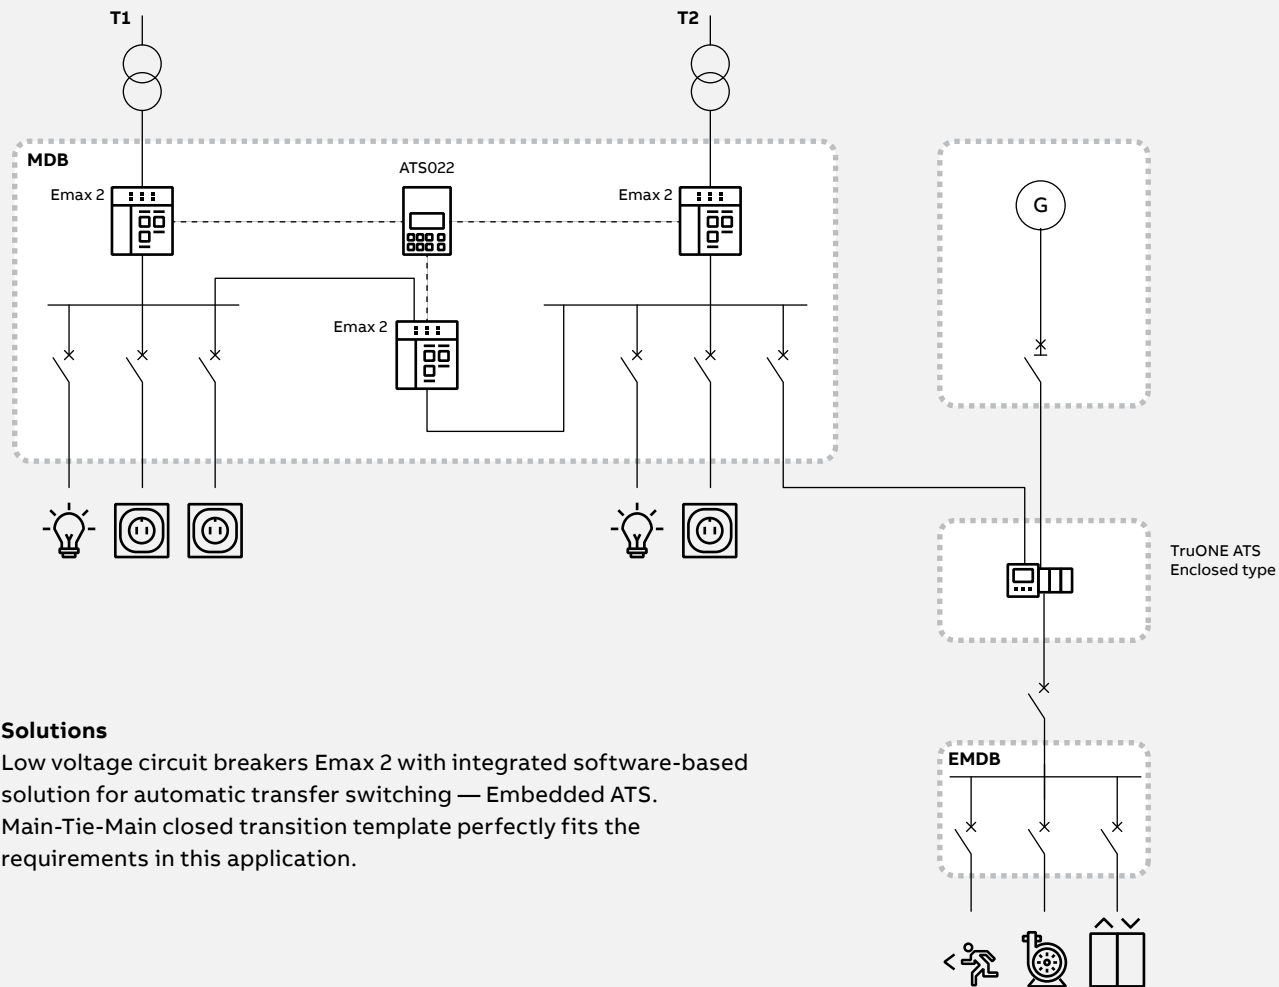 T1
T2
MDB
ATS022
Emax 2
Emax 2
G
Emax 2
TruONE ATS
Enclosed type
Solutions
Low voltage circuit breakers Emax 2 with integrated software-based
solution for automatic transfer switching — Embedded ATS.
Main-Tie-Main closed transition template perfectly fits the
requirements in this application.
EMDB